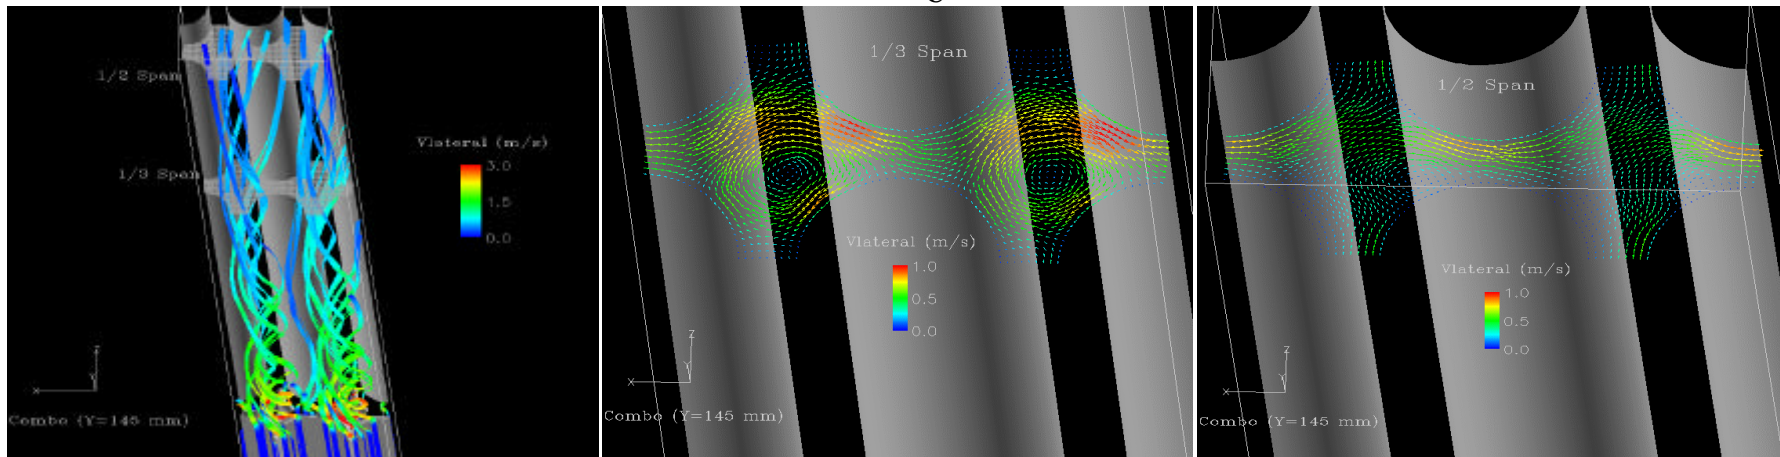 1/2 Span
1/3 Span
Vlateral (m/s)
3.0
1.5
0.0
Z
Y
X
Combo (Y=145 mm)
1/3 Span
Vlateral (m/s)
1.0
0.5
0.0
Z
Y
X
Combo (Y=145 mm)
1/2 Span
Vlateral (m/s)
1.0
0.5
0.0
Z
Y
X
Combo (Y=145 mm)